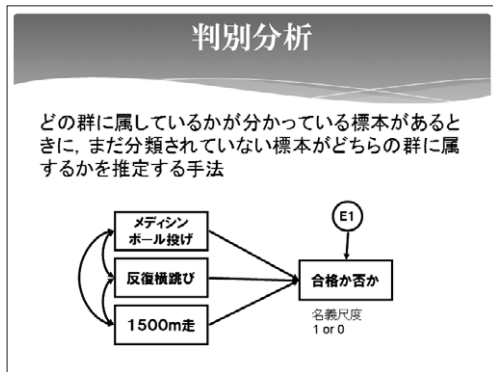 判別分析
どの群に属しているかが分かっている標本があると
きに，まだ分類されていない標本がどちらの群に属
するかを推定する手法
メディシン
ボール投げ
反復横跳び
1500m走
E1
合格か否か
名義尺度
1 or 0